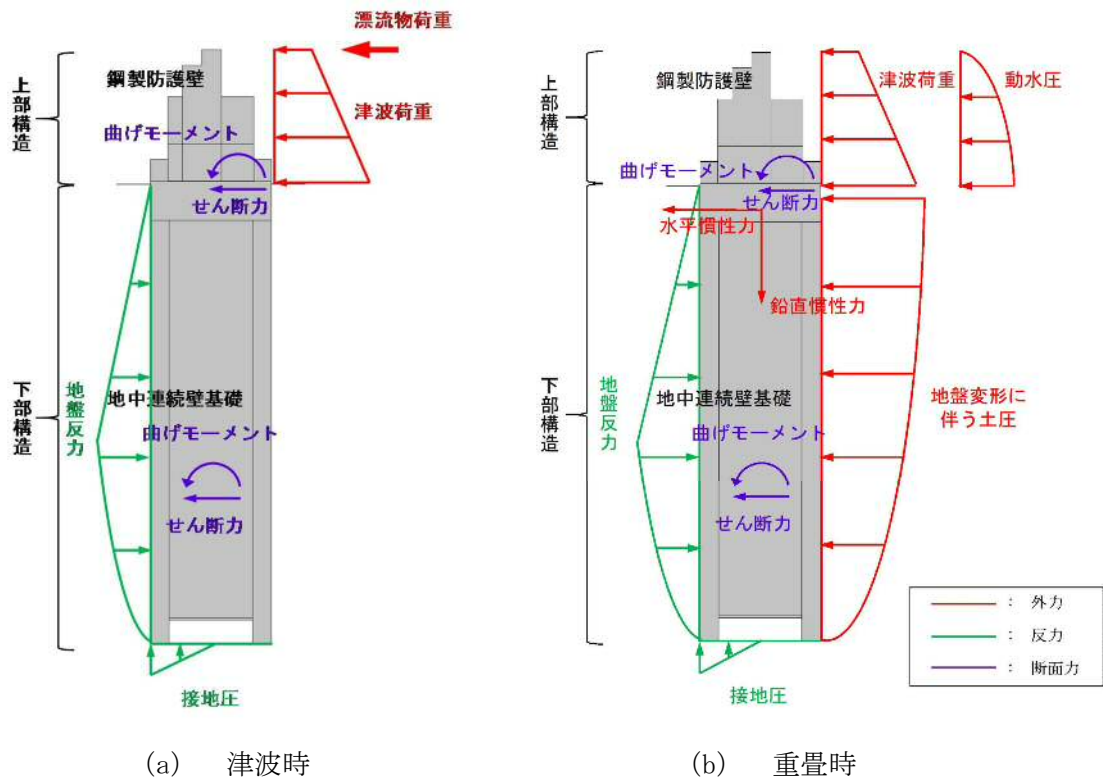 漂流物荷重
鋼製防護壁
上部構造
津波荷重
曲げモーメント
せん断力
下部構造
地盤反力
地中連続壁基礎
曲げモーメント
せん断力
接地圧
(a) 津波時
鋼製防護壁
上部構造
津波荷重
動水圧
曲げモーメント
せん断力
水平慣性力
鉛直慣性力
下部構造
地盤反力
地中連続壁基礎
地盤変形に
伴う土圧
曲げモーメント
せん断力
接地圧
： 外力
： 反力
： 断面力
(b) 重畳時